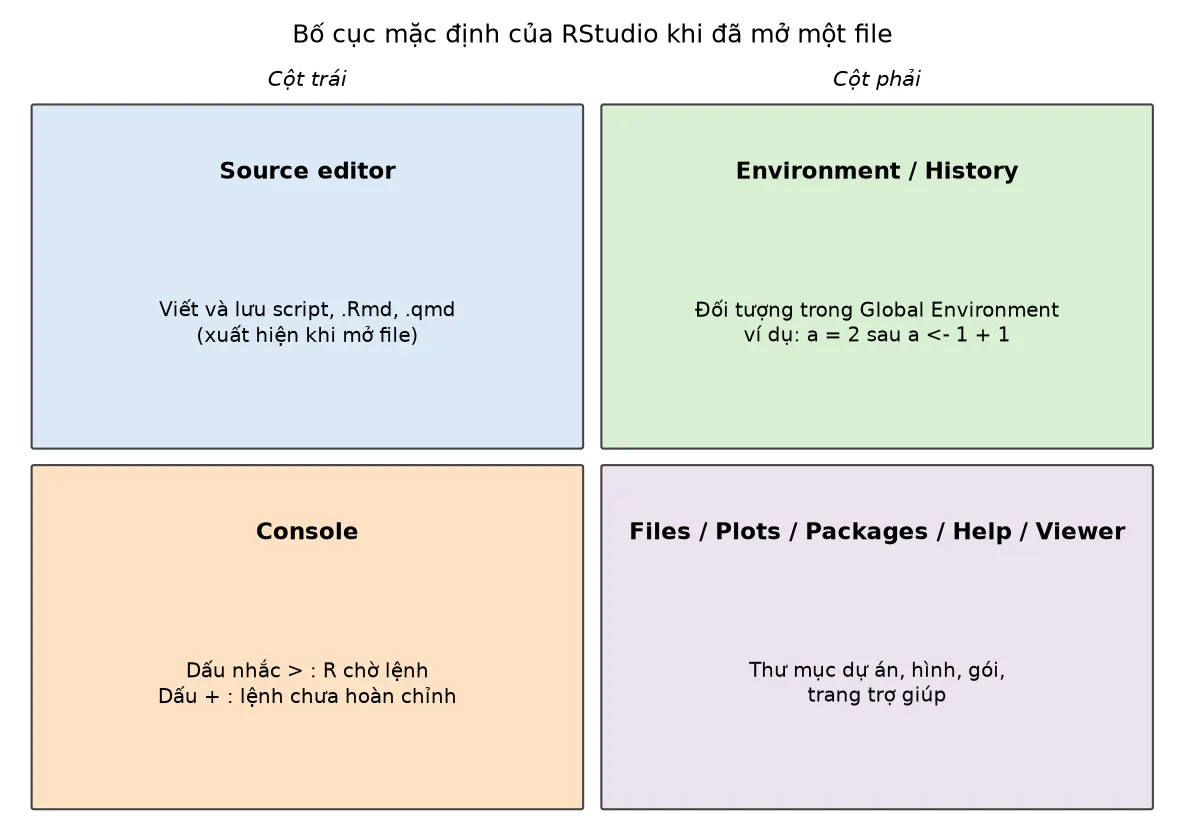 Bố cục mặc định của RStudio khi đã mở một file
Cột trái
Cột phải
Source editor
Viết và lưu script, .Rmd, .qmd
(xuất hiện khi mở file)
Environment / History
Đối tượng trong Global Environment
ví dụ: a = 2 sau a <- 1 + 1
Console
Dấu nhắc > : R chờ lệnh
Dấu + : lệnh chưa hoàn chỉnh
Files / Plots / Packages / Help / Viewer
Thư mục dự án, hình, gói,
trang trợ giúp